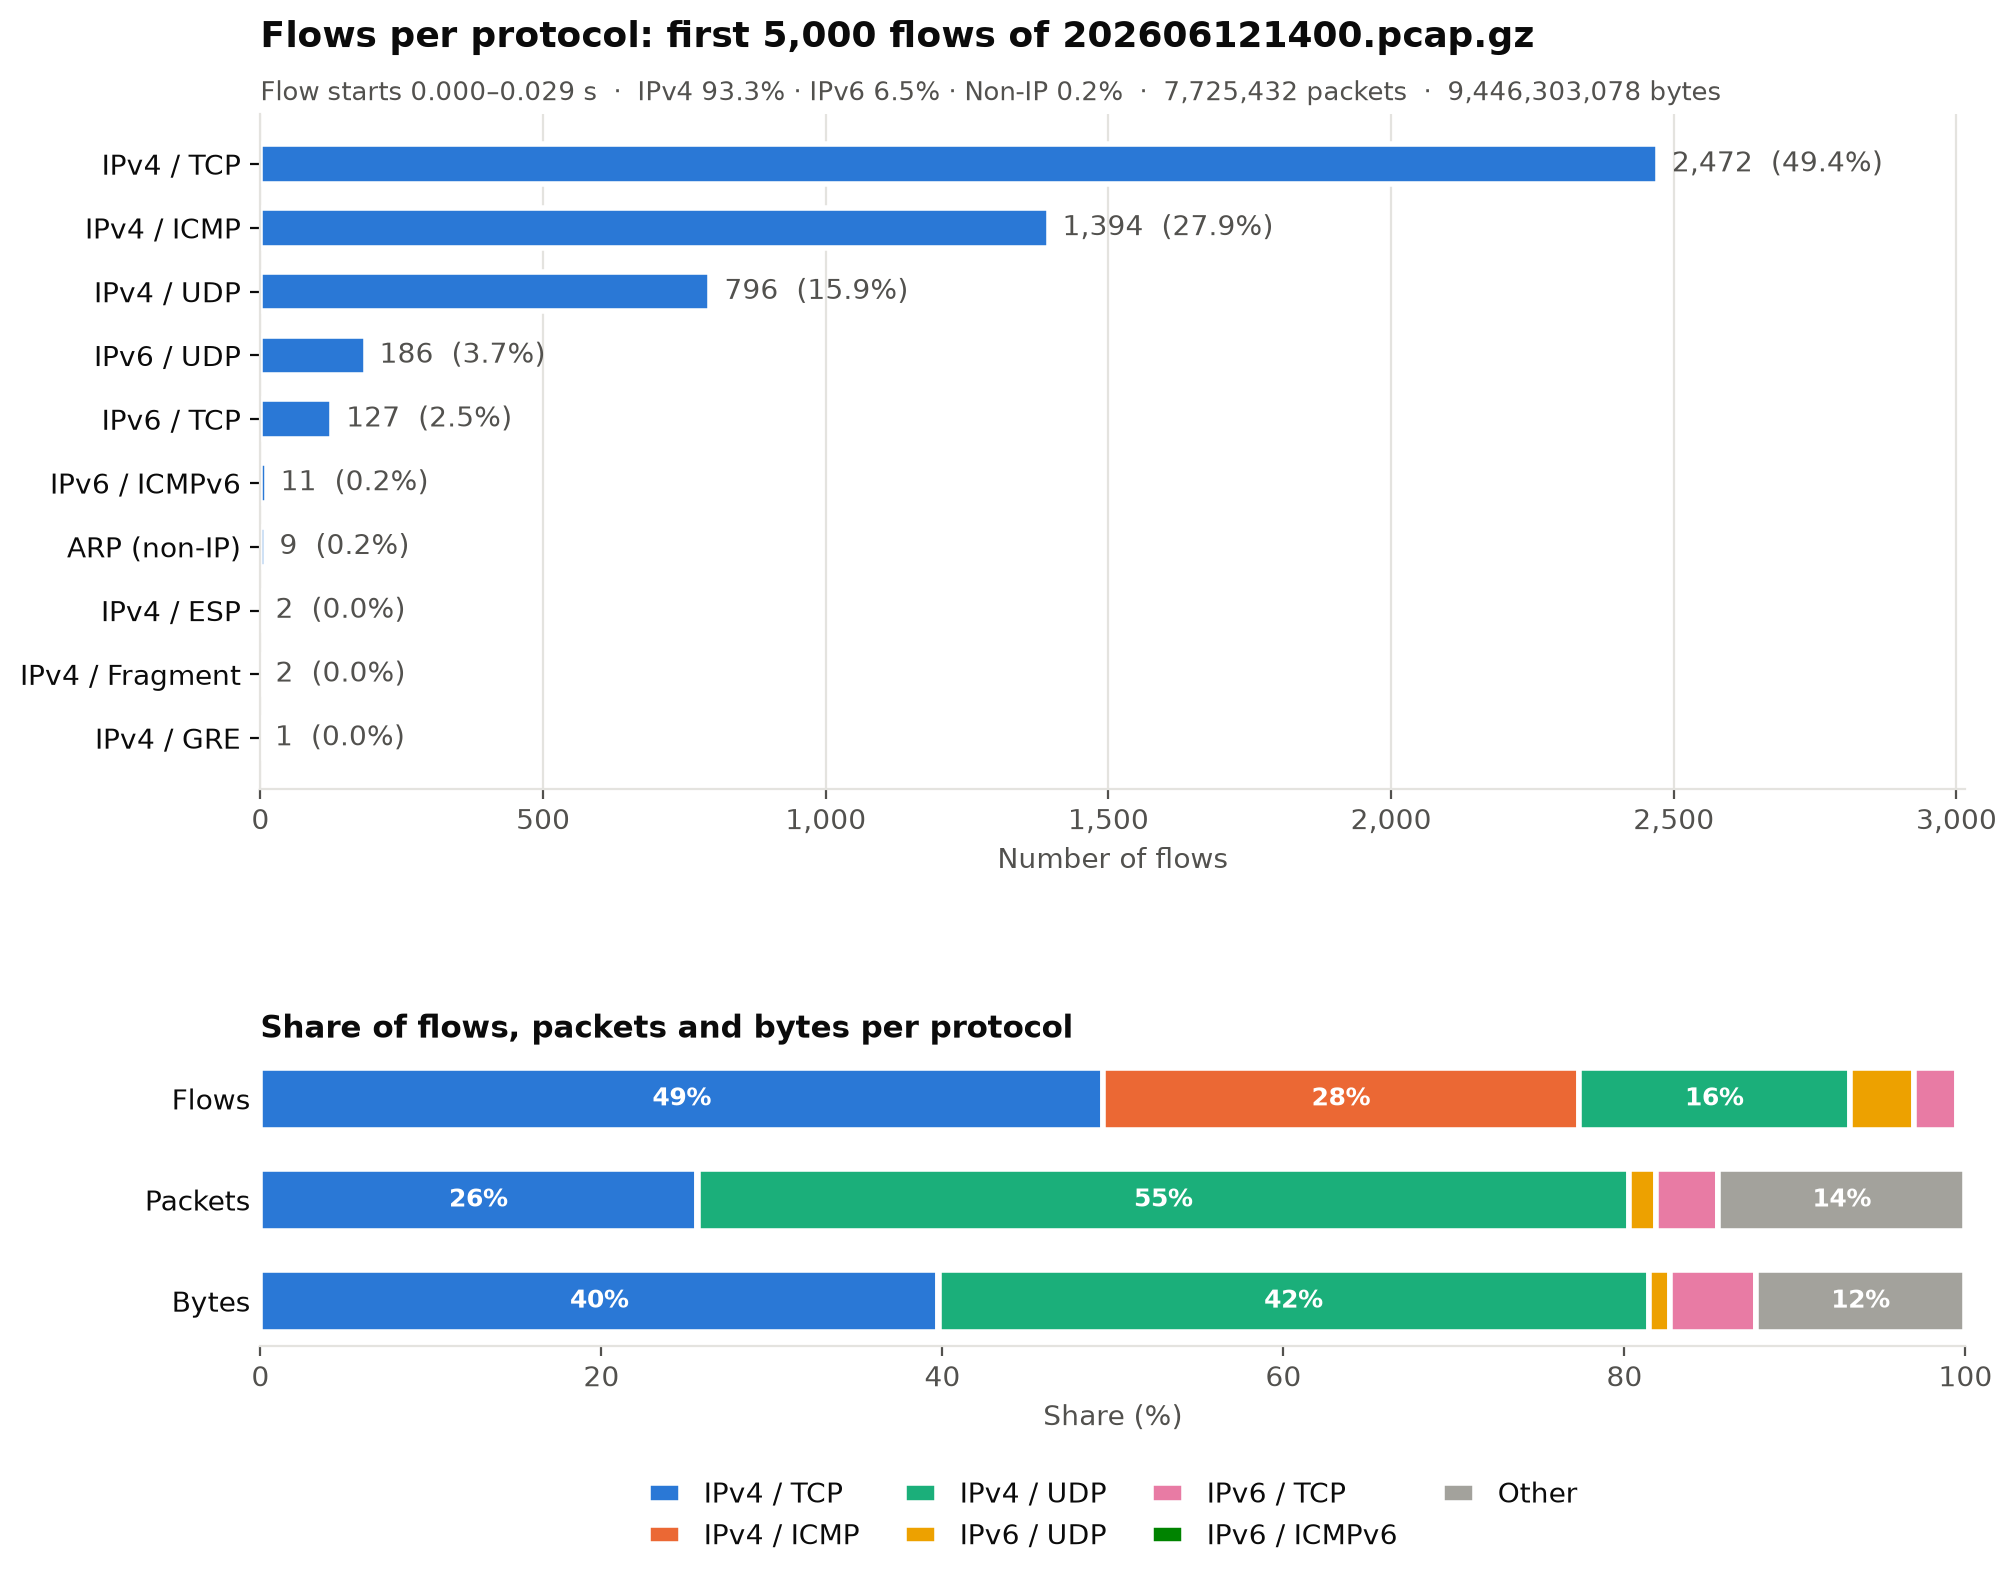 Flows per protocol: first 5,000 flows of 202606121400.pcap.gz
Flow starts 0.000–0.029 s · IPv4 93.3% · IPv6 6.5% · Non-IP 0.2% · 7,725,432 packets · 9,446,303,078 bytes
IPv4 / TCP 2,472 (49.4%)
IPv4 / ICMP 1,394 (27.9%)
IPv4 / UDP 796 (15.9%)
IPv6 / UDP 186 (3.7%)
IPv6 / TCP 127 (2.5%)
IPv6 / ICMPv6 11 (0.2%)
ARP (non-IP) 9 (0.2%)
IPv4 / ESP 2 (0.0%)
IPv4 / Fragment 2 (0.0%)
IPv4 / GRE 1 (0.0%)
0 500 1,000 1,500 2,000 2,500 3,000
Number of flows
Share of flows, packets and bytes per protocol
Flows 49% 28% 16%
Packets 26% 55% 14%
Bytes 40% 42% 12%
0 20 40 60 80 100
Share (%)
IPv4 / TCP IPv4 / UDP IPv6 / TCP Other
IPv4 / ICMP IPv6 / UDP IPv6 / ICMPv6